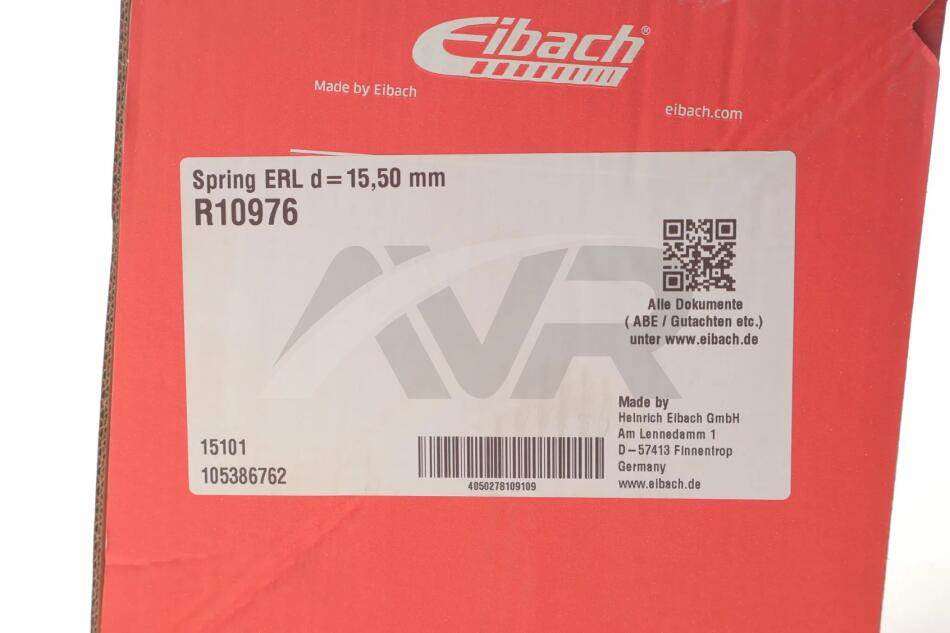 Eibach®
Made by Eibach
eibach.com
Spring ERL d=15,50 mm
R10976
AVR
Alle Dokumente
( ABE / Gutachten etc.)
unter www.eibach.de
Made by
Heinrich Eibach GmbH
Am Lennedamm 1
D-57413 Finnentrop
Germany
www.eibach.de
15101
105386762
4050278109109